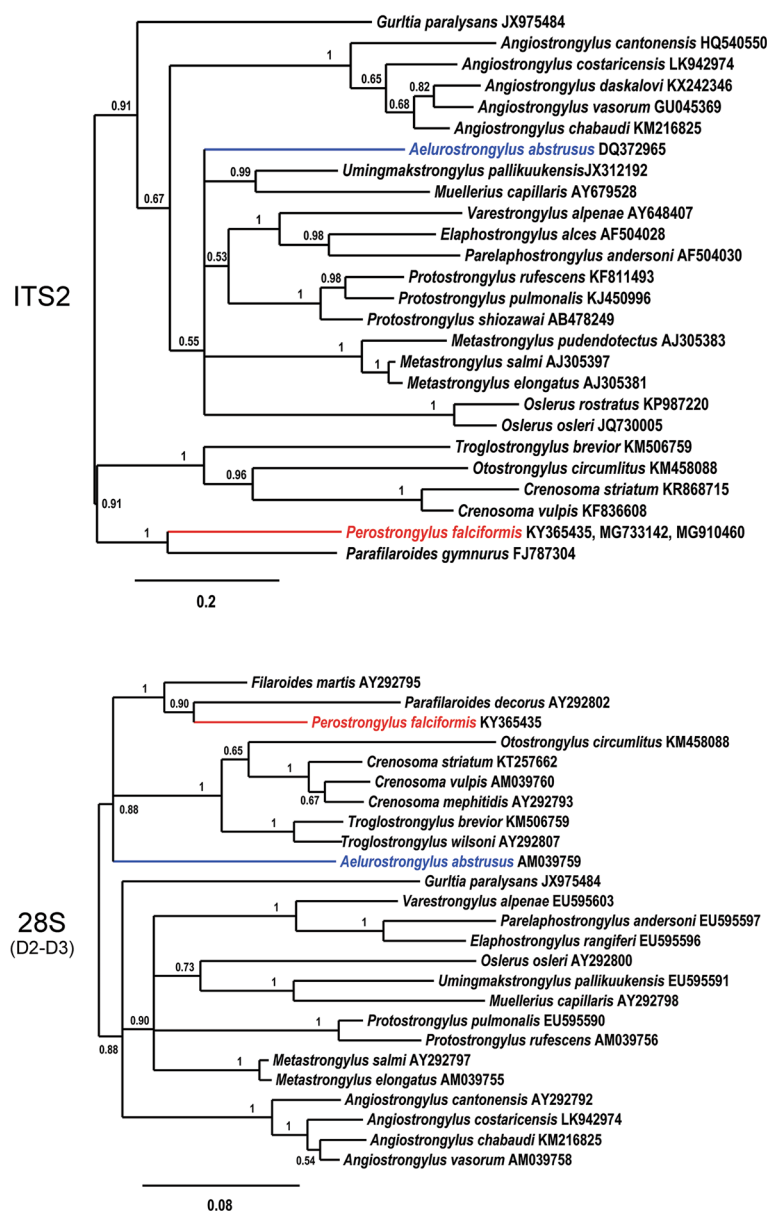 Gurltia paralysans JX975484
1
Angiostrongylus cantonensis HQ540550
0.65
Angiostrongylus costaricensis LK942974
0.82
Angiostrongylus daskalovi KX242346
0.91
0.68
Angiostrongylus vasorum GU045369
Angiostrongylus chabaudi KM216825
Aelurostrongylus abstrusus DQ372965
0.99
Umingmakstrongylus pallikuukensisJX312192
Muellerius capillaris AY679528
0.67
1
Varestrongylus alpenae AY648407
0.98
Elaphostrongylus alces AF504028
0.53
Parelaphostrongylus andersoni AF504030
0.98
Protostrongylus rufescens KF811493
ITS2
1
Protostrongylus pulmonalis KJ450996
Protostrongylus shiozawai AB478249
0.55
1
Metastrongylus pudendotectus AJ305383
1
Metastrongylus salmi AJ305397
Metastrongylus elongatus AJ305381
1
Oslerus rostratus KP987220
Oslerus osleri JQ730005
1
Troglostrongylus brevior KM506759
0.96
Otostrongylus circumlitus KM458088
1
Crenosoma striatum KR868715
0.91
Crenosoma vulpis KF836608
1
Perostrongylus falciformis KY365435, MG733142, MG910460
Parafilaroides gymnurus FJ787304
0.2
1
Filaroides martis AY292795
0.90
Parafilaroides decorus AY292802
Perostrongylus falciformis KY365435
0.65
Otostrongylus circumlitus KM458088
1
Crenosoma striatum KT257662
Crenosoma vulpis AM039760
0.88
1
0.67
Crenosoma mephitidis AY292793
1
Troglostrongylus brevior KM506759
Troglostrongylus wilsoni AY292807
Aelurostrongylus abstrusus AM039759
Gurltia paralysans JX975484
1
Varestrongylus alpenae EU595603
28S
(D2-D3)
1
Parelaphostrongylus andersoni EU595597
Elaphostrongylus rangiferi EU595596
0.73
Oslerus osleri AY292800
1
Umingmakstrongylus pallikuukensis EU595591
Muellerius capillaris AY292798
0.90
1
Protostrongylus pulmonalis EU595590
0.88
Protostrongylus rufescens AM039756
1
Metastrongylus salmi AY292797
Metastrongylus elongatus AM039755
1
Angiostrongylus cantonensis AY292792
1
Angiostrongylus costaricensis LK942974
Angiostrongylus chabaudi KM216825
0.54
Angiostrongylus vasorum AM039758
0.08